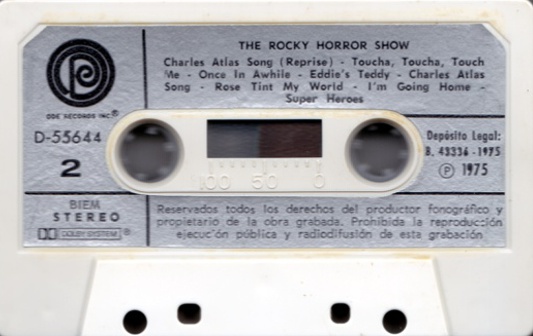 THE ROCKY HORROR SHOW
Charles Atlas Song (Reprise) - Toucha, Toucha, Touch
Me - Once In Awhile - Eddie's Teddy - Charles Atlas
Song - Rose Tint My World - I'm Going Home -
Super Heroes
ODE RECORDS INC®
D-55644
2
Depósito Legal:
B. 43336-1975
Ⓟ 1975
100 50 0
BIEM
STEREO
DOLBY SYSTEM ®
Reservados todos los derechos del productor fonográfico y
propietario de la obra grabada. Prohibida la reproducción
ejecución pública y radiodifusión de esta grabación